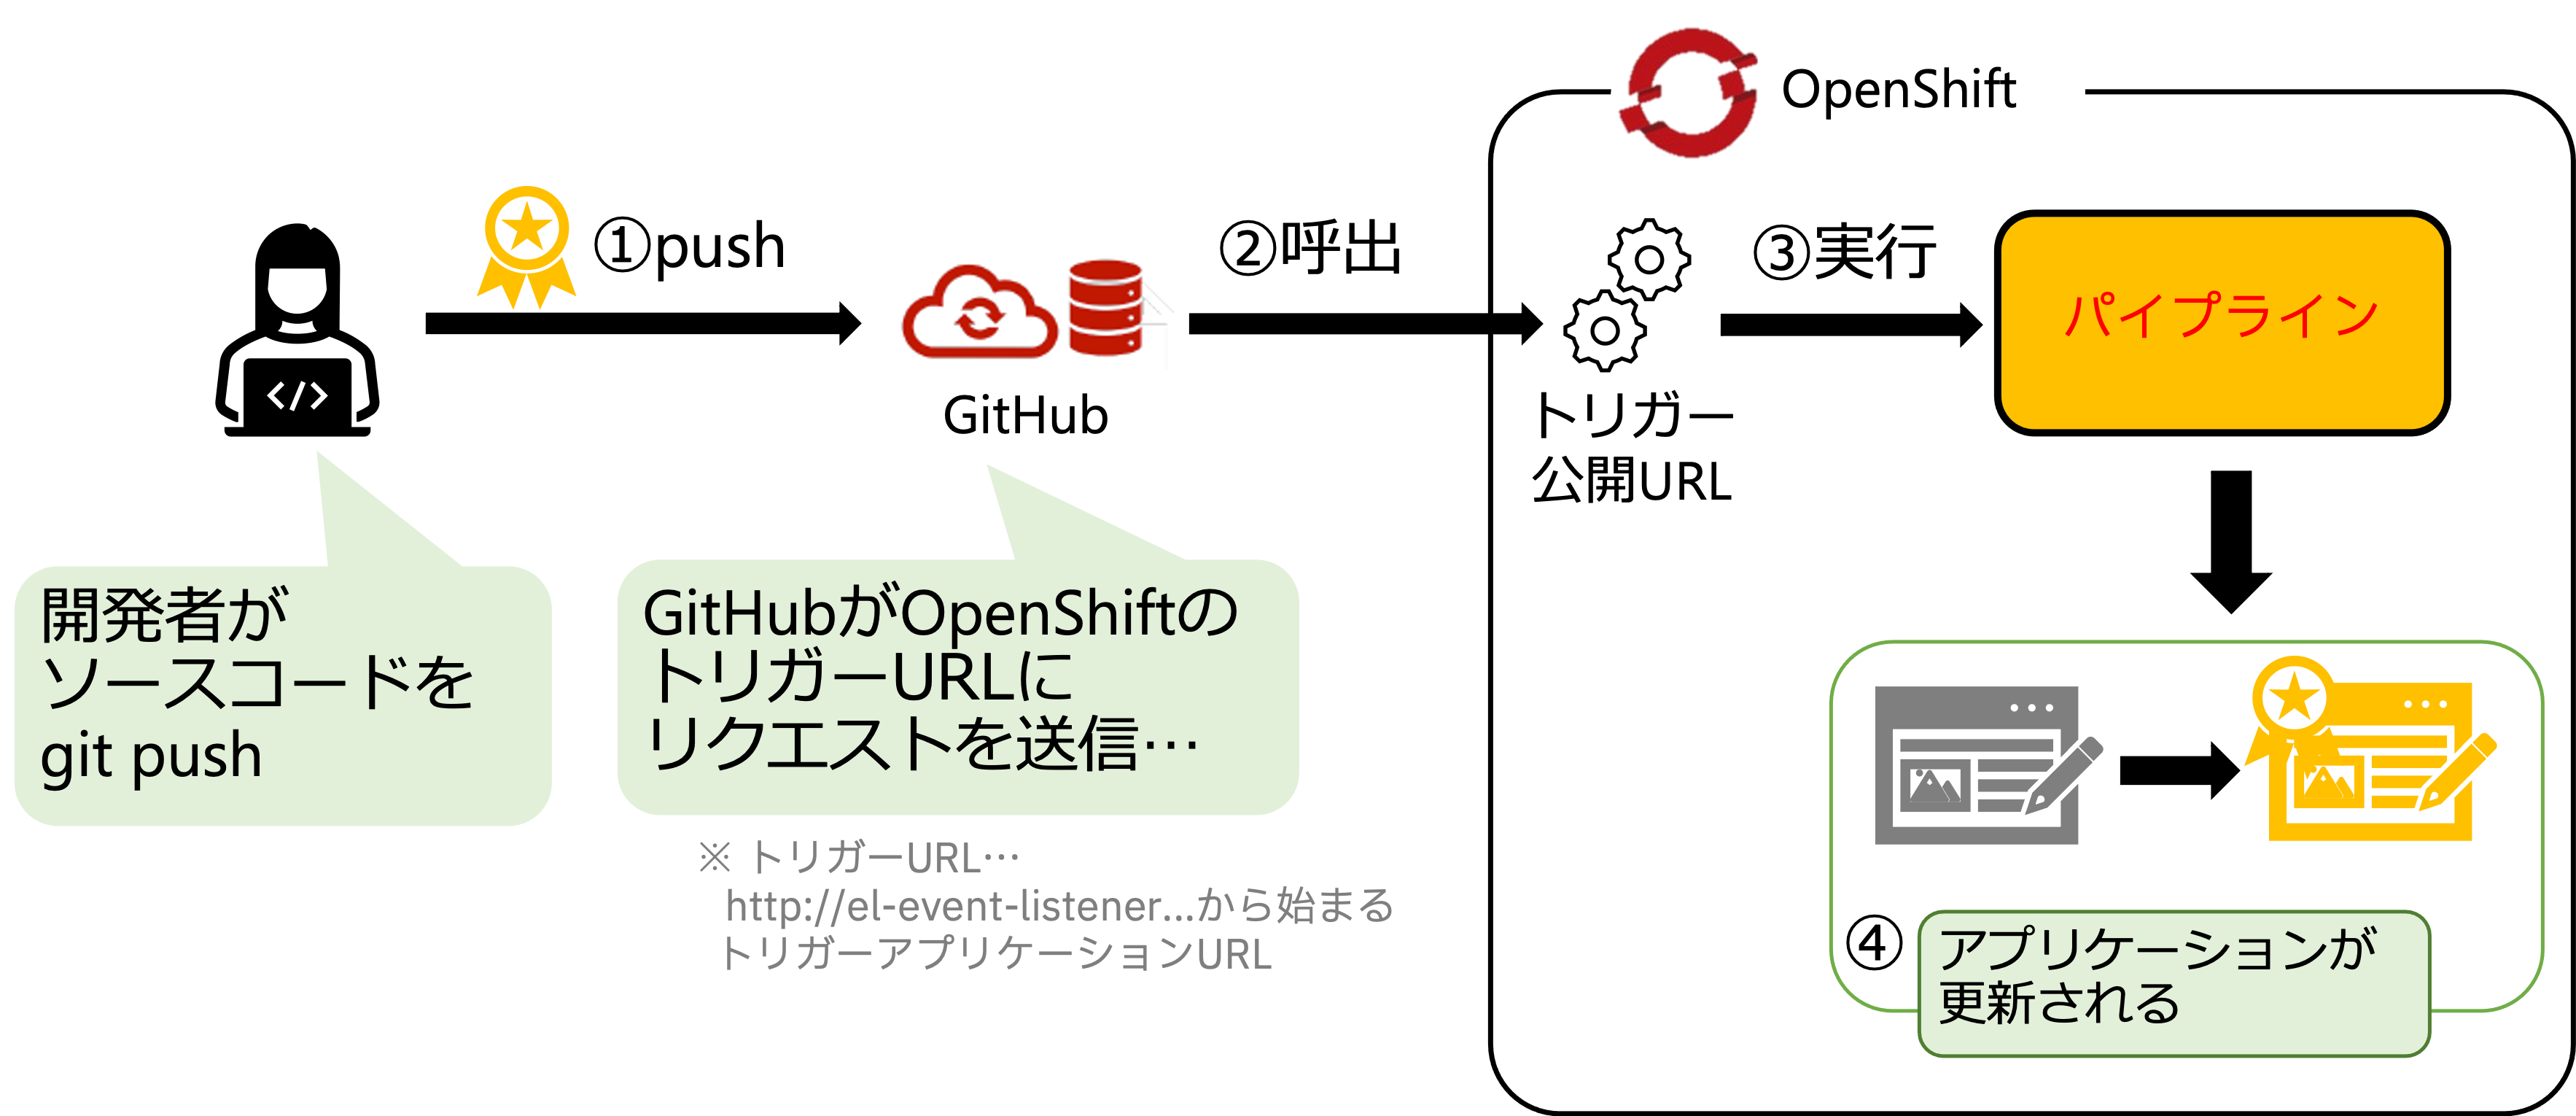 OpenShift
①push
②呼出
③実行
パイプライン
GitHub
トリガー
公開URL
開発者が
ソースコードを
git push
GitHubがOpenShiftの
トリガーURLに
リクエストを送信…
※ トリガーURL…
http://el-event-listener...から始まる
トリガーアプリケーションURL
④
アプリケーションが
更新される